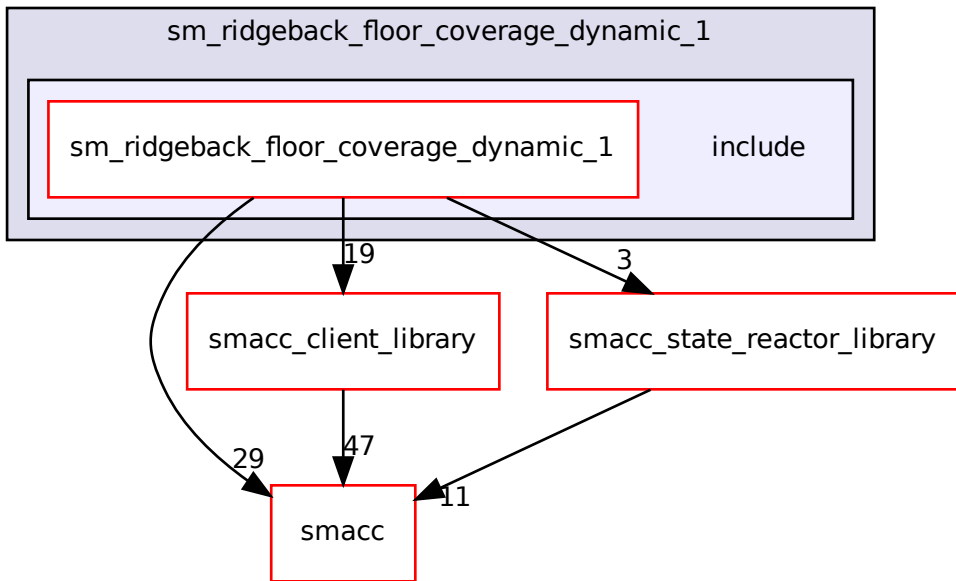 sm_ridgeback_floor_coverage_dynamic_1
sm_ridgeback_floor_coverage_dynamic_1
include
19
3
smacc_client_library
smacc_state_reactor_library
29
47
11
smacc